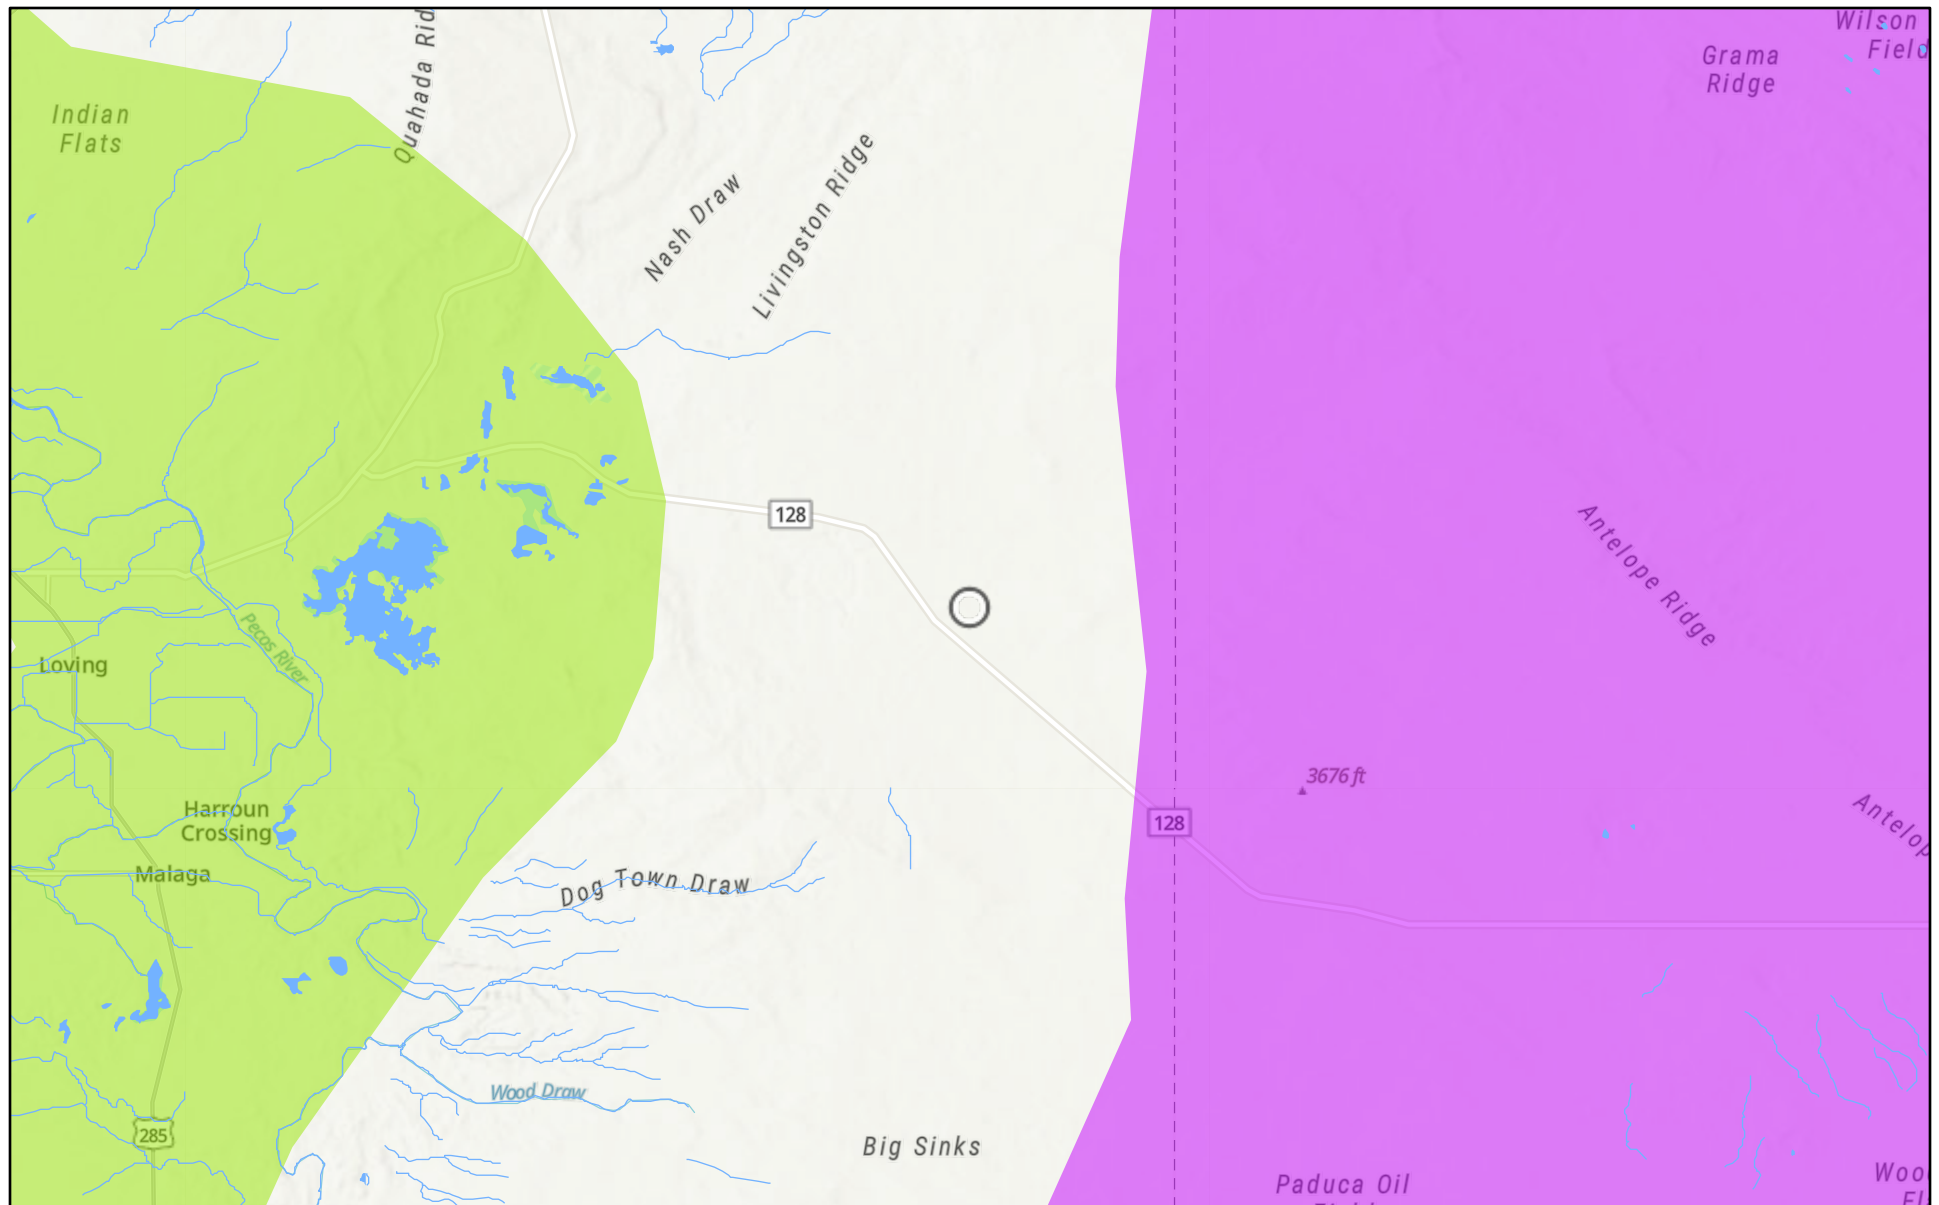 Wilson
Field
Grama
Ridge
Quahada Rid
Indian
Flats
Nash Draw
Livingston Ridge
128
Antelope Ridge
Pecos River
Loving
3676 ft
Harroun
Crossing
128
Antelop
Malaga
Dog Town Draw
Wood Draw
285
Big Sinks
Paduca Oil
Woo